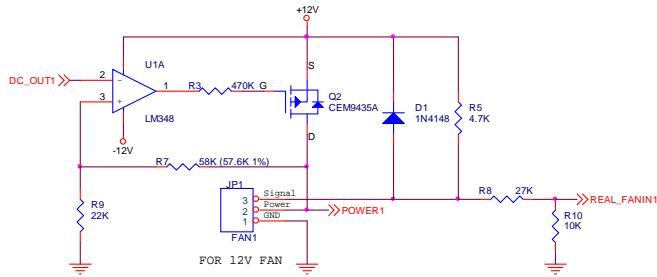 +12V
S
U1A
DC_OUT1
2
-
1
R3
470K
G
3
+
Q2
CEM9435A
LM348
D1
1N4148
R5
4.7K
-12V
D
R7
58K (57.6K 1%)
JP1
Signal
3
Power
2
GND
1
R8
27K
REAL_FANIN1
POWER1
R9
22K
R10
10K
FAN1
FOR 12V FAN